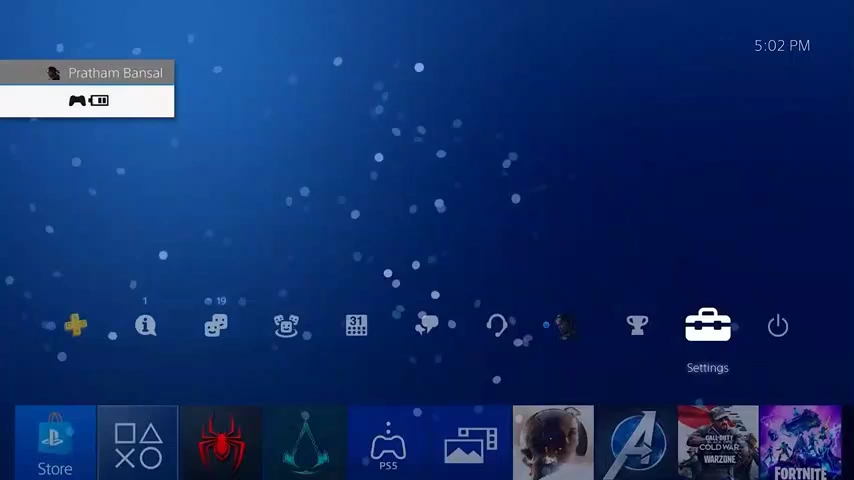 5:02 PM
Pratham Bansal
1
19
31
Settings
Store
PS5
CALL OF DUTY
COLD WAR
WARZONE
FORTNITE